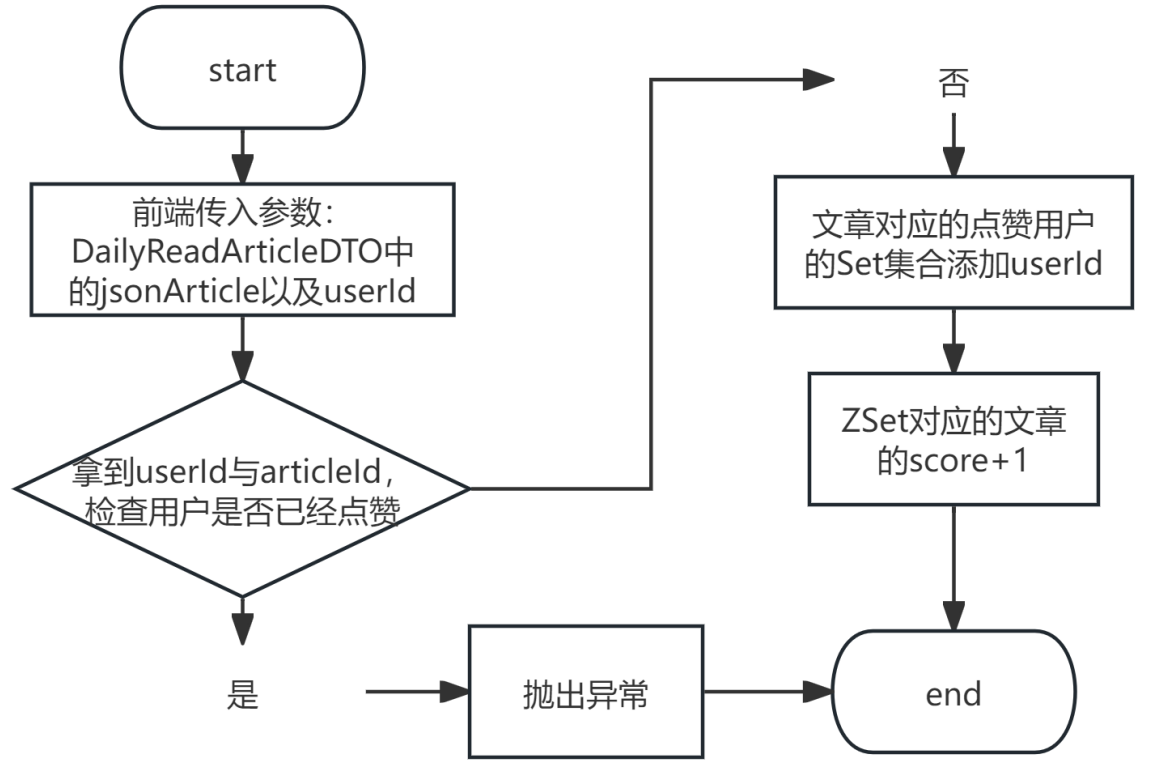 start
前端传入参数：
DailyReadArticleDTO中
的jsonArticle以及userId
拿到userId与articleId，
检查用户是否已经点赞
是
抛出异常
否
文章对应的点赞用户
的Set集合添加userId
ZSet对应的文章
的score+1
end